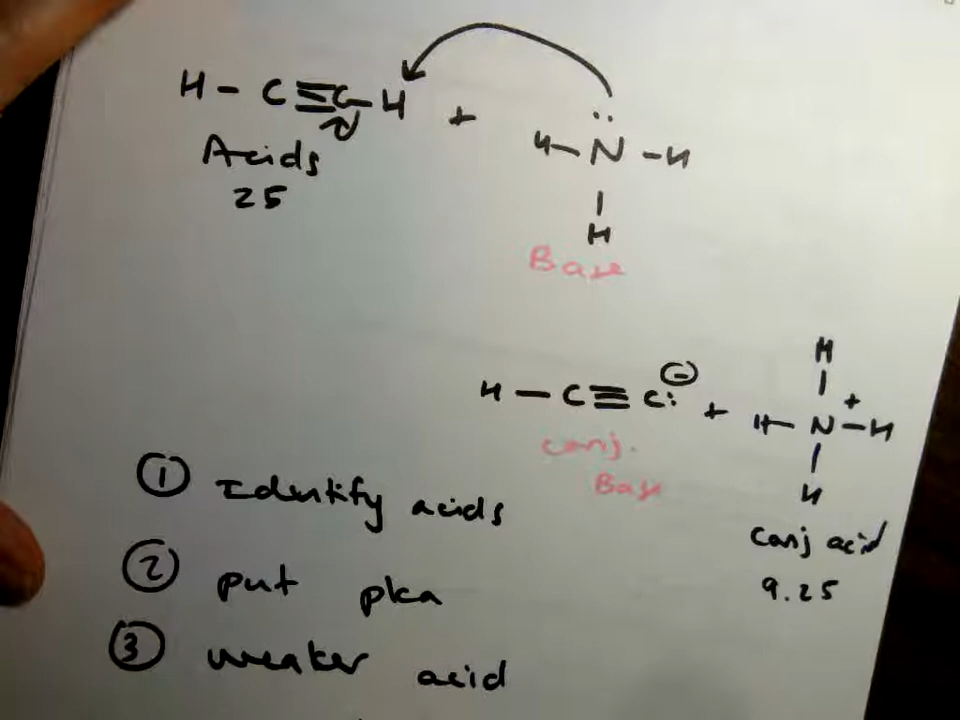 H - C ≡ C - H + H - N̈ - H
H
Acids
25
Base
H - C ≡ C: ⊖ + H - N⁺ - H
H
H
conj.
Base
conj acid
9.25
① Identify acids
② put pka
③ weaker acid